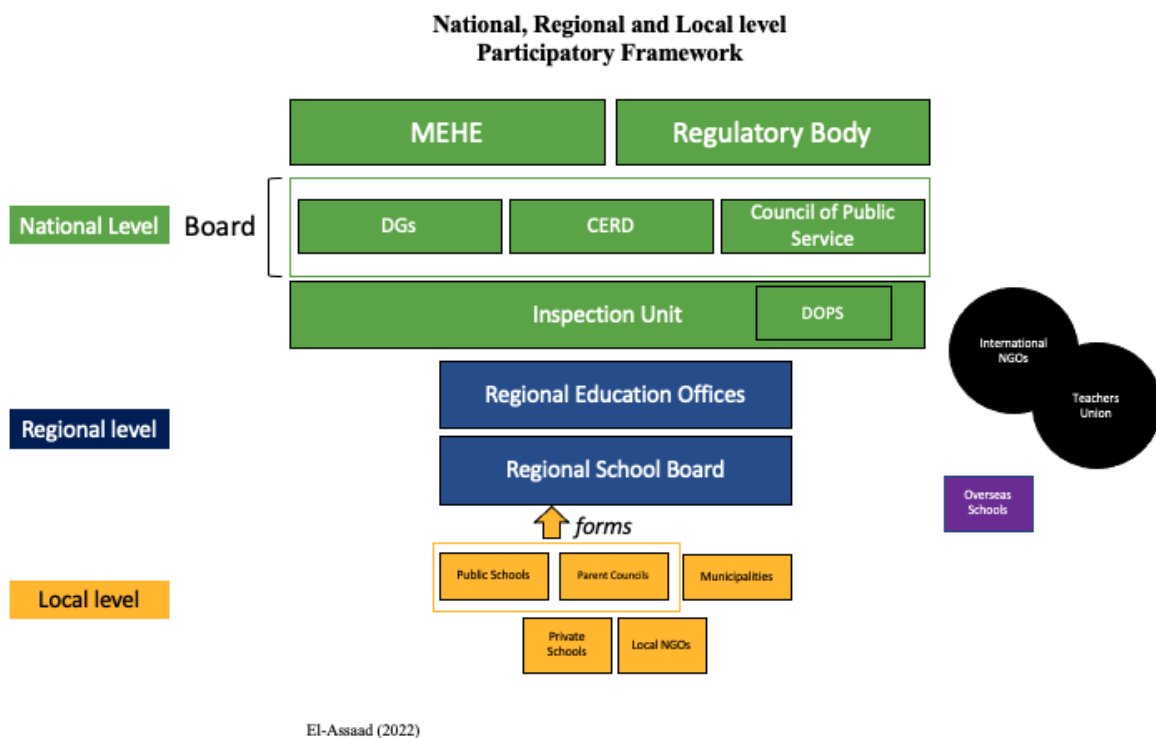 National, Regional and Local level
Participatory Framework
MEHE
Regulatory Body
National Level
Board
DGs
CERD
Council of Public
Service
Inspection Unit
DOPS
International
NGOs
Teachers
Union
Regional level
Regional Education Offices
Regional School Board
Overseas
Schools
forms
Local level
Public Schools
Parent Councils
Municipalities
Private
Schools
Local NGOs
El-Assaad (2022)